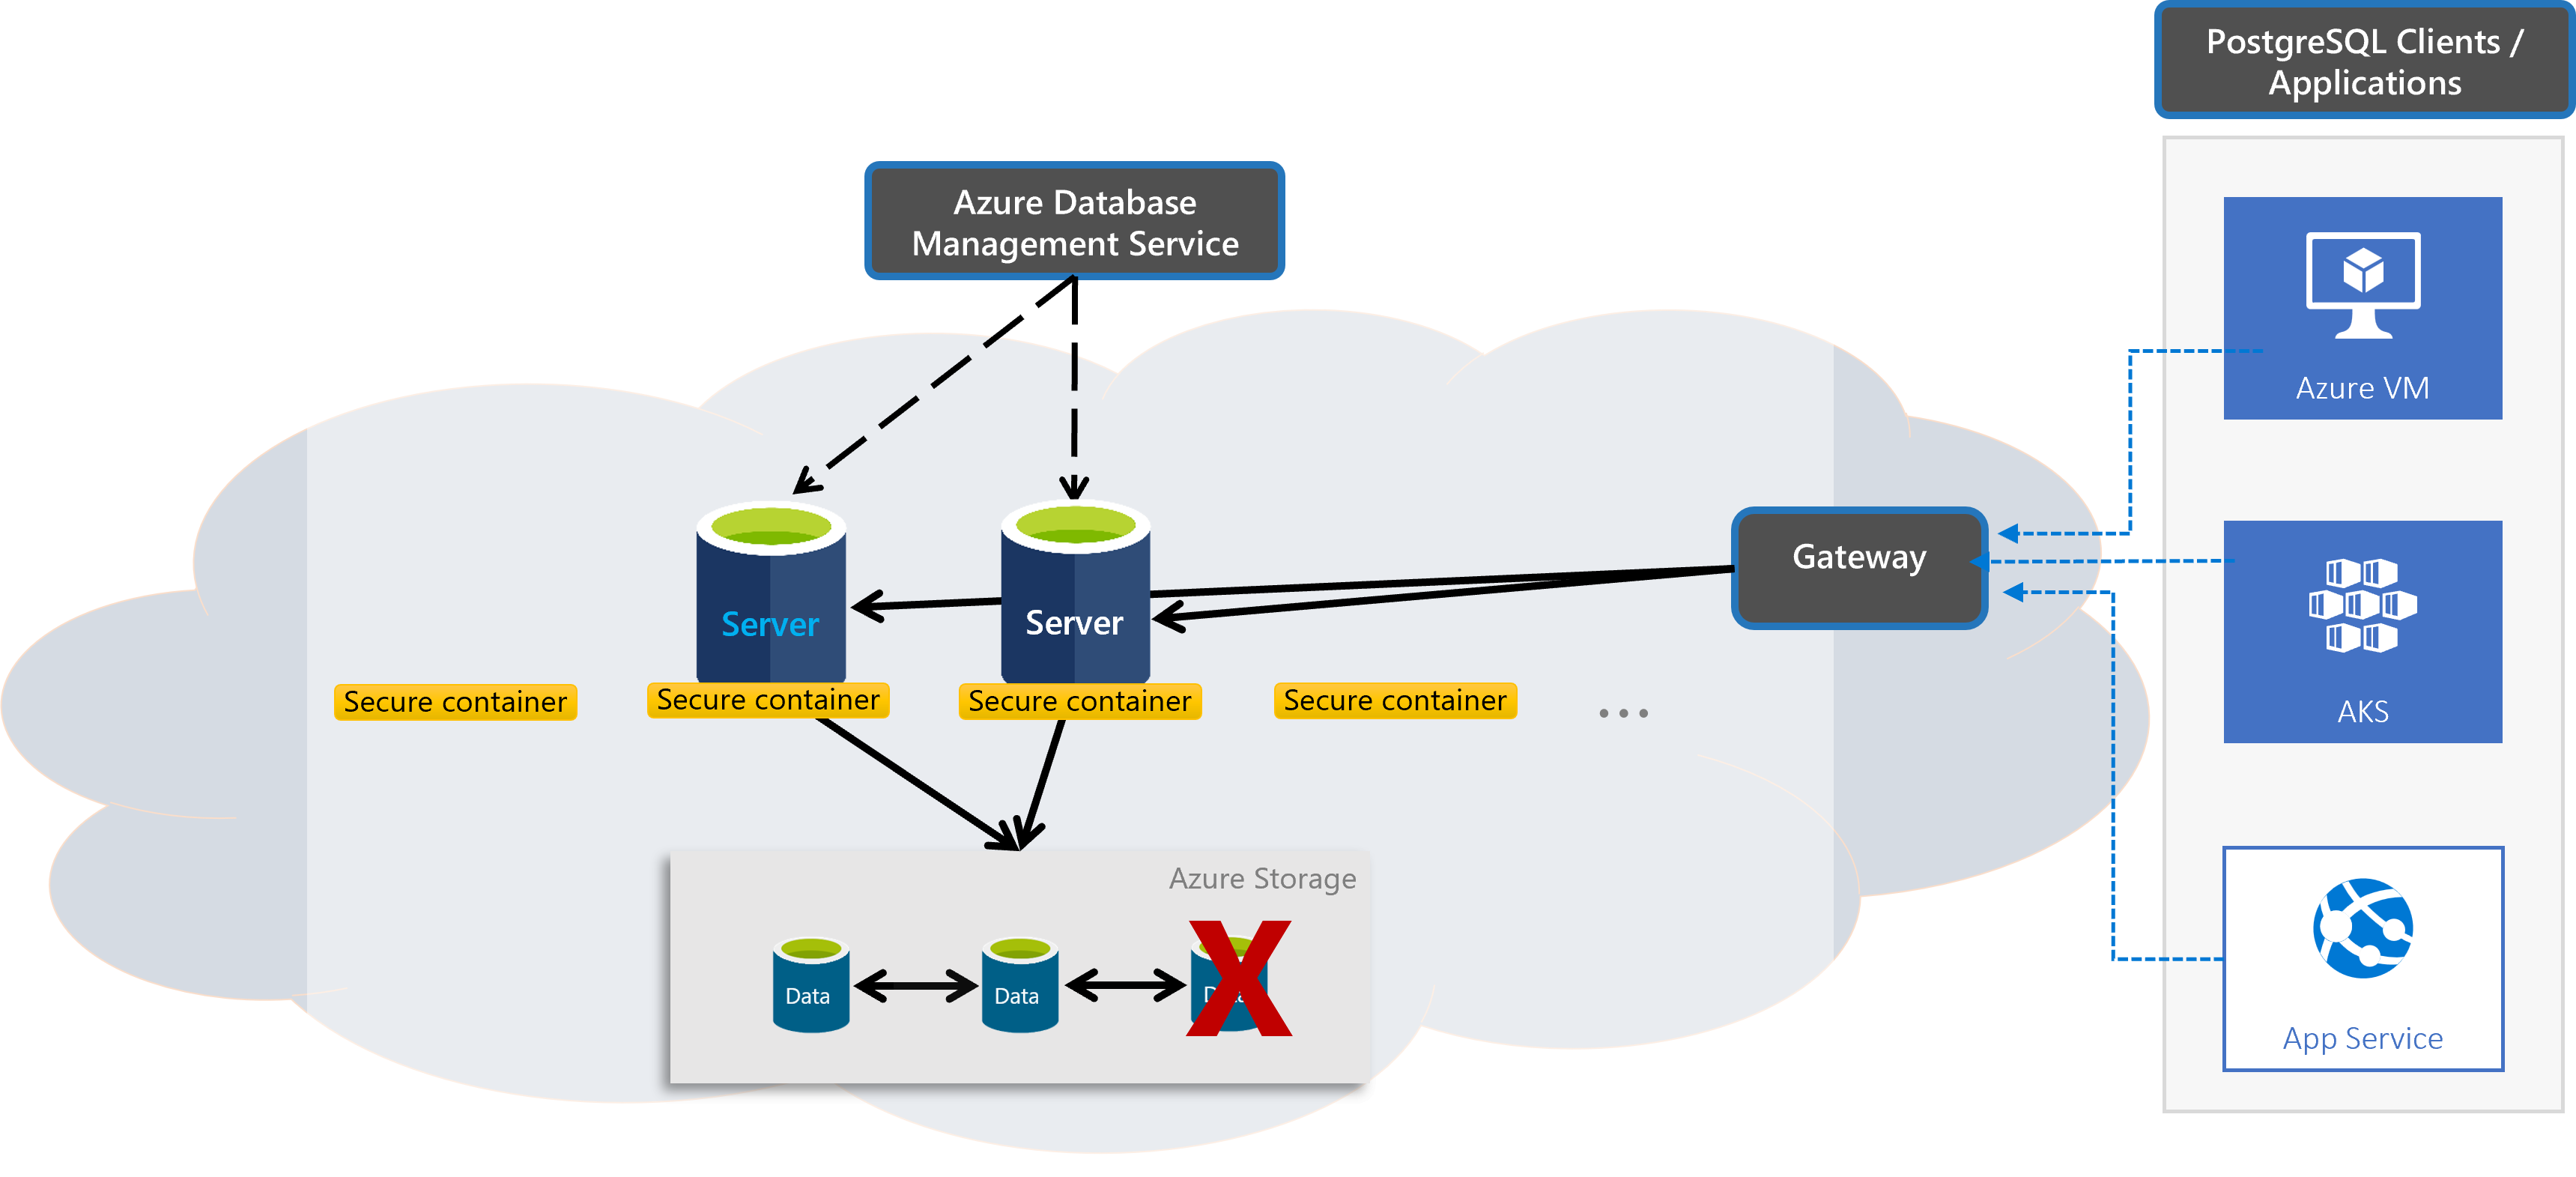 PostgreSQL Clients /
Applications
Azure Database
Management Service
Azure VM
Gateway
Server
Server
Secure container
Secure container
Secure container
Secure container
...
AKS
Azure Storage
Data
Data
App Service